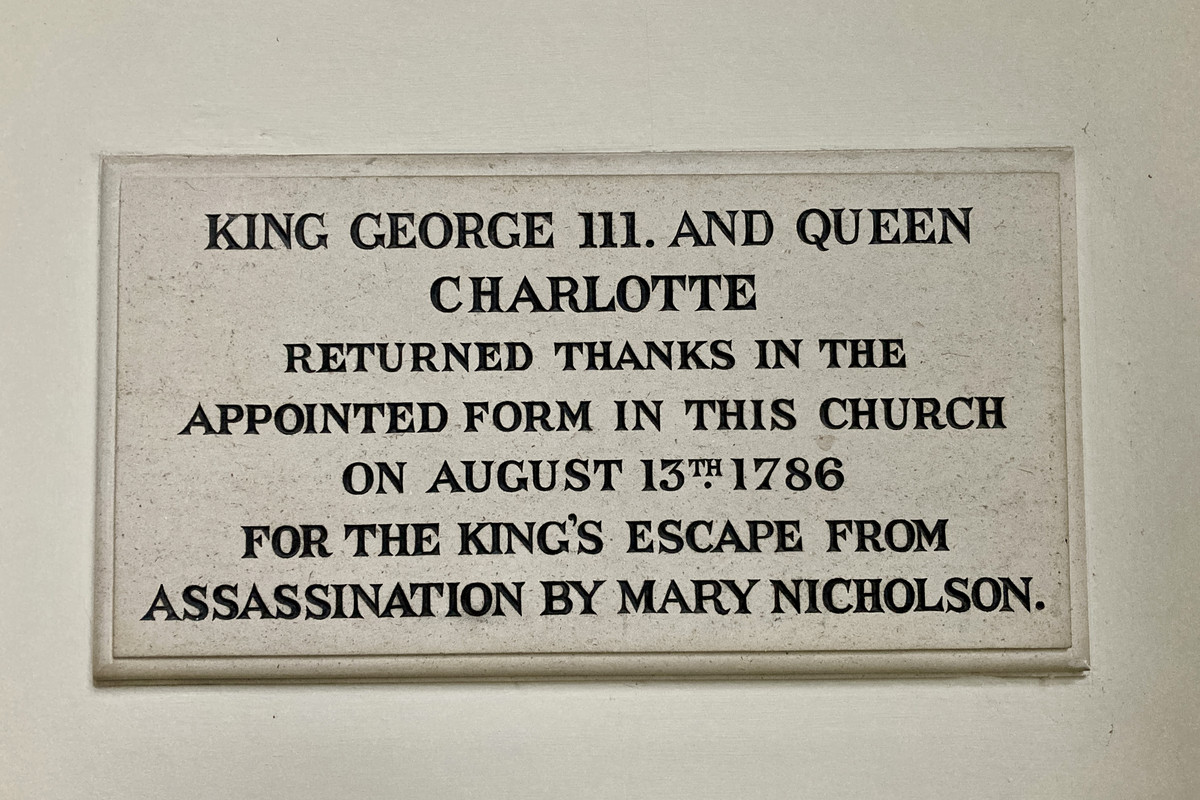 KING GEORGE 111. AND QUEEN
CHARLOTTE
RETURNED THANKS IN THE
APPOINTED FORM IN THIS CHURCH
ON AUGUST 13TH. 1786
FOR THE KING'S ESCAPE FROM
ASSASSINATION BY MARY NICHOLSON.